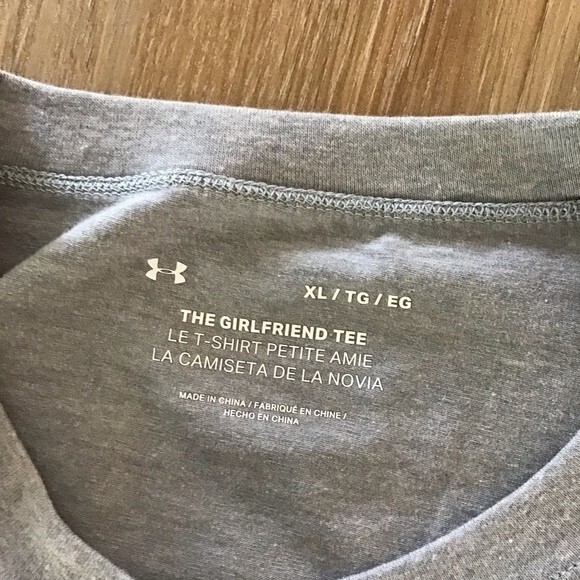 XL / TG / EG
THE GIRLFRIEND TEE
LE T-SHIRT PETITE AMIE
LA CAMISETA DE LA NOVIA
MADE IN CHINA / FABRIQUÉ EN CHINE /
HECHO EN CHINA